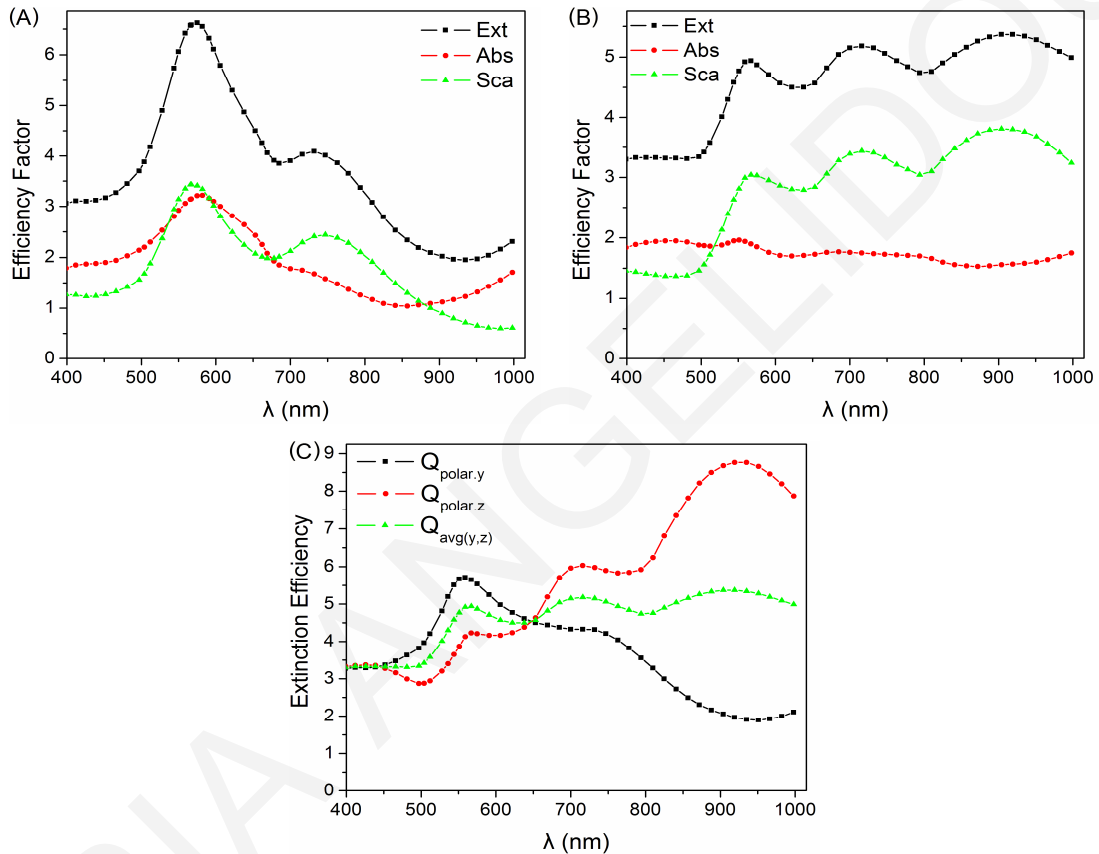 (A)
Ext
Abs
Sca
Efficiency Factor
6
5
4
3
2
1
0
400 500 600 700 800 900 1000
λ (nm)
(B)
Ext
Abs
Sca
Efficiency Factor
5
4
3
2
1
0
400 500 600 700 800 900 1000
λ (nm)
(C)
Qpolar.y
Qpolar.z
Qavg(y,z)
Extinction Efficiency
9
8
7
6
5
4
3
2
1
0
400 500 600 700 800 900 1000
λ (nm)
RIA ANGELIDO